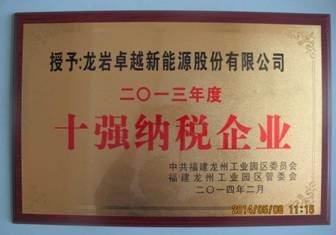 授予:龙岩卓越新能源股份有限公司
二〇一三年度
十强纳税企业
中共福建龙州工业园区委员会
福建龙州工业园区管委会
二〇一四年二月
2014/05/08 11:15